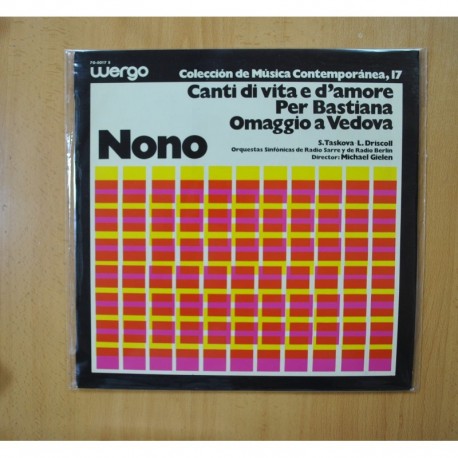 wergo
Colección de Música Contemporánea, 17
Canti di vita e d'amore
Per Bastiana
Omaggio a Vedova
Nono
S. Taskova L. Driscoll
Orquestas Sinfónicas de Radio Sarre y de Radio Berlin
Director: Michael Gielen